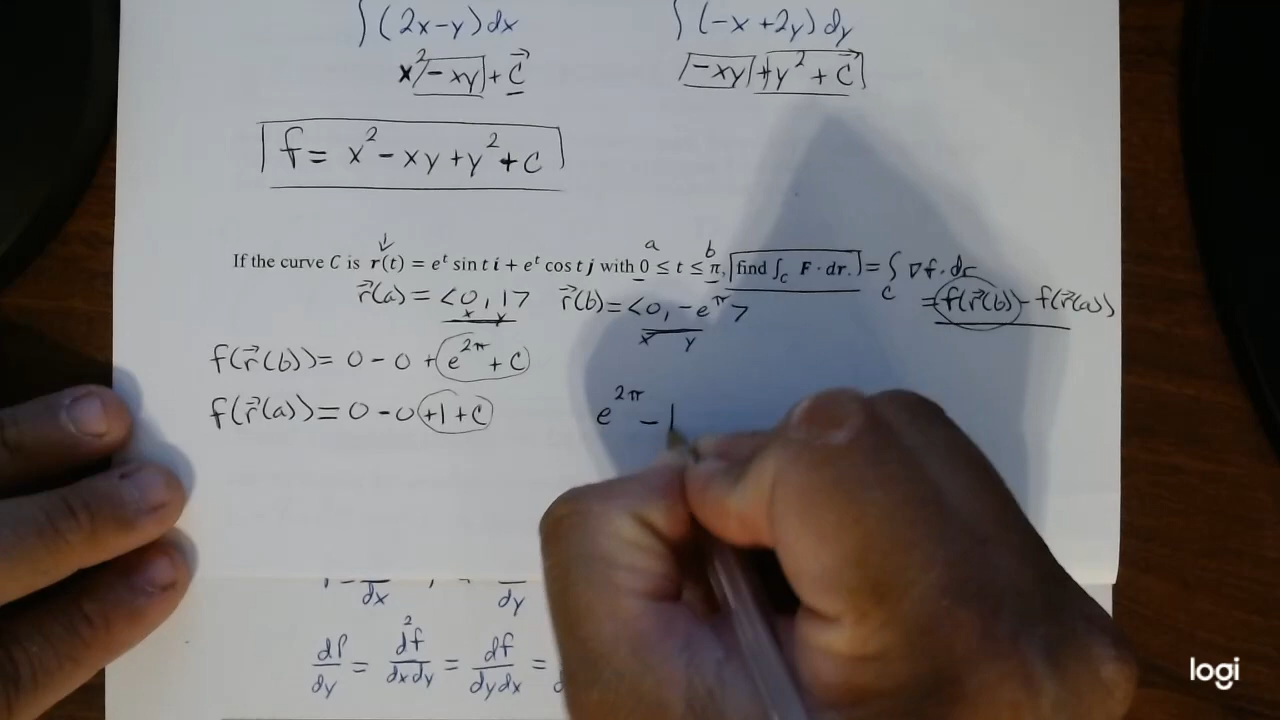 ∫(2x-y)dx ∫(-x+2y)dy
x²-xy+C⃗ -xy+y²+C⃗
f= x²-xy+y²+C
a b
If the curve C is r(t) = eᵗ sin t i + eᵗ cos t j with 0 ≤ t ≤ π, find ∫_C F · dr. = ∫_C ∇f·dr
r⃗(a) = <0,1> r⃗(b) = <0,-e^π> =f(r⃗(b))-f(r⃗(a))
x y x y
f(r⃗(b))= 0-0+e^2π+C
f(r⃗(a))=0-0+1+C e^2π-1
dx dy
dP/dy = d²f/dxdy = df/dydx =
logi